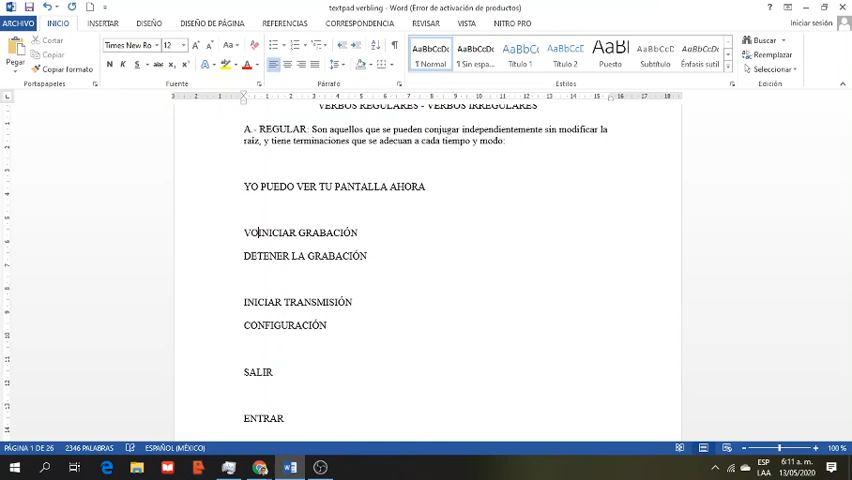 textpad verbling - Word (Error de activación de productos)
ARCHIVO INICIO INSERTAR DISEÑO DISEÑO DE PÁGINA REFERENCIAS CORRESPONDENCIA REVISAR VISTA NITRO PRO Iniciar sesión
Pegar
Cortar
Copiar
Copiar formato
Portapapeles
Times New Ro 12 Aa
N K S abc
Fuente
Párrafo
AaBbCcDc AaBbCcDc AaBbCc AaBbCcC AaBl AaBbCcC AaBbCcDc
¶ Normal ¶ Sin espa... Título 1 Título 2 Puesto Subtítulo Énfasis sutil
Estilos
Buscar
Reemplazar
Seleccionar
Edición
VERBOS REGULARES - VERBOS IRREGULARES
A.- REGULAR: Son aquellos que se pueden conjugar independientemente sin modificar la
raíz, y tiene terminaciones que se adecuan a cada tiempo y modo:
YO PUEDO VER TU PANTALLA AHORA
VOINICIAR GRABACIÓN
DETENER LA GRABACIÓN
INICIAR TRANSMISIÓN
CONFIGURACIÓN
SALIR
ENTRAR
PÁGINA 1 DE 26 2346 PALABRAS ESPAÑOL (MÉXICO) 100 %
ESP 6:11 a. m.
LAA 13/05/2020